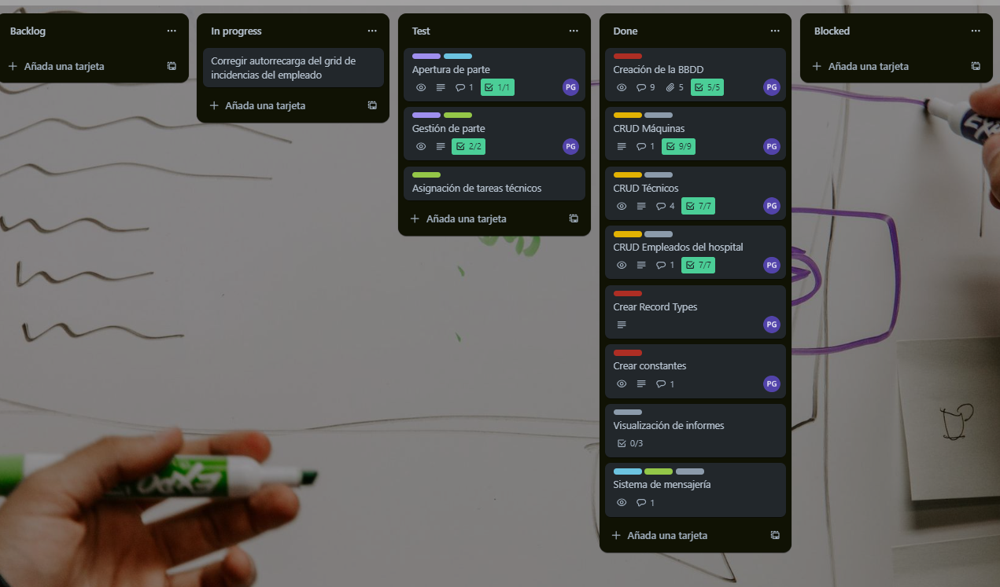 Backlog
Añada una tarjeta
In progress
Corregir autorrecarga del grid de
incidencias del empleado
Añada una tarjeta
Test
Apertura de parte
1 1/1 PG
Gestión de parte
2/2 PG
Asignación de tareas técnicos
Añada una tarjeta
Done
Creación de la BBDD
9 5 5/5 PG
CRUD Máquinas
1 9/9 PG
CRUD Técnicos
4 7/7 PG
CRUD Empleados del hospital
1 7/7 PG
Crear Record Types
PG
Crear constantes
1 PG
Visualización de informes
0/3
Sistema de mensajería
1
Añada una tarjeta
Blocked
Añada una tarjeta
EXPO